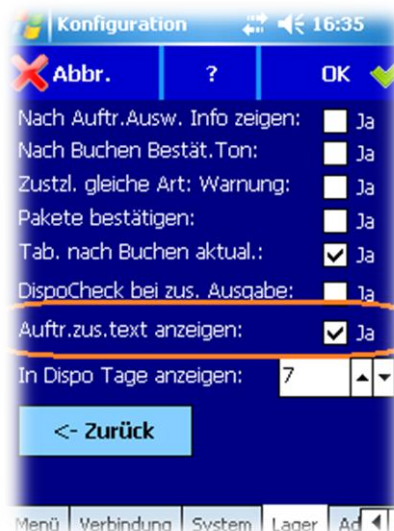 Konfiguration 16:35
Abbr. ? OK
Nach Auftr.Ausw. Info zeigen: Ja
Nach Buchen Bestät.Ton: Ja
Zustzl. gleiche Art: Warnung: Ja
Pakete bestätigen: Ja
Tab. nach Buchen aktual.: Ja
DispoCheck bei zus. Ausgabe: Ja
Auftr.zus.text anzeigen: Ja
In Dispo Tage anzeigen: 7
<- Zurück
Menü Verbindung System Lager Ad